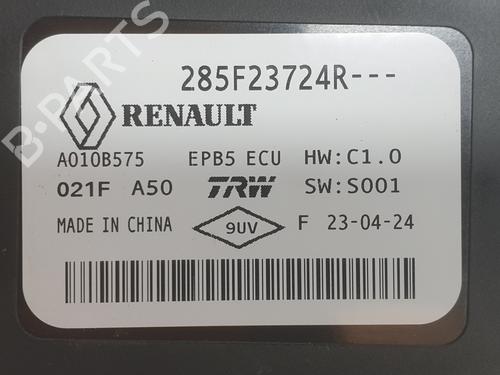 285F23724R---
RENAULT
A010B575 EPB5 ECU HW:C1.0
021F A50 TRW SW:S001
MADE IN CHINA 9UV F 23-04-24
B-PARTS